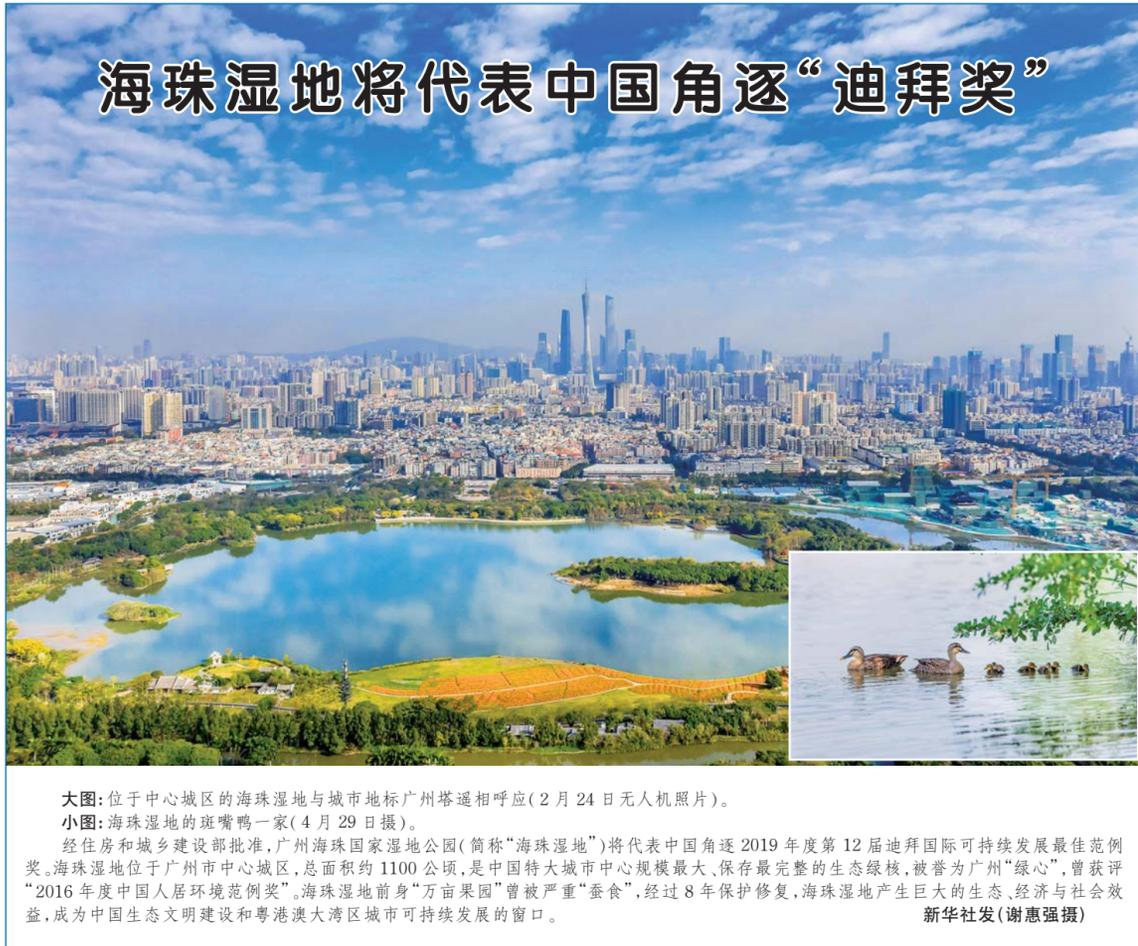 海珠湿地将代表中国角逐“迪拜奖”
大图:位于中心城区的海珠湿地与城市地标广州塔遥相呼应(2月24日无人机照片)。
小图:海珠湿地的斑嘴鸭一家(4月29日摄)。
经住房和城乡建设部批准,广州海珠国家湿地公园(简称“海珠湿地”)将代表中国角逐2019年度第12届迪拜国际可持续发展最佳范例
奖。海珠湿地位于广州市中心城区,总面积约1100公顷,是中国特大城市中心规模最大、保存最完整的生态绿核,被誉为广州“绿心”,曾获评
“2016年度中国人居环境范例奖”。海珠湿地前身“万亩果园”曾被严重“蚕食”,经过8年保护修复,海珠湿地产生巨大的生态、经济与社会效
益,成为中国生态文明建设和粤港澳大湾区城市可持续发展的窗口。
新华社发(谢惠强摄)